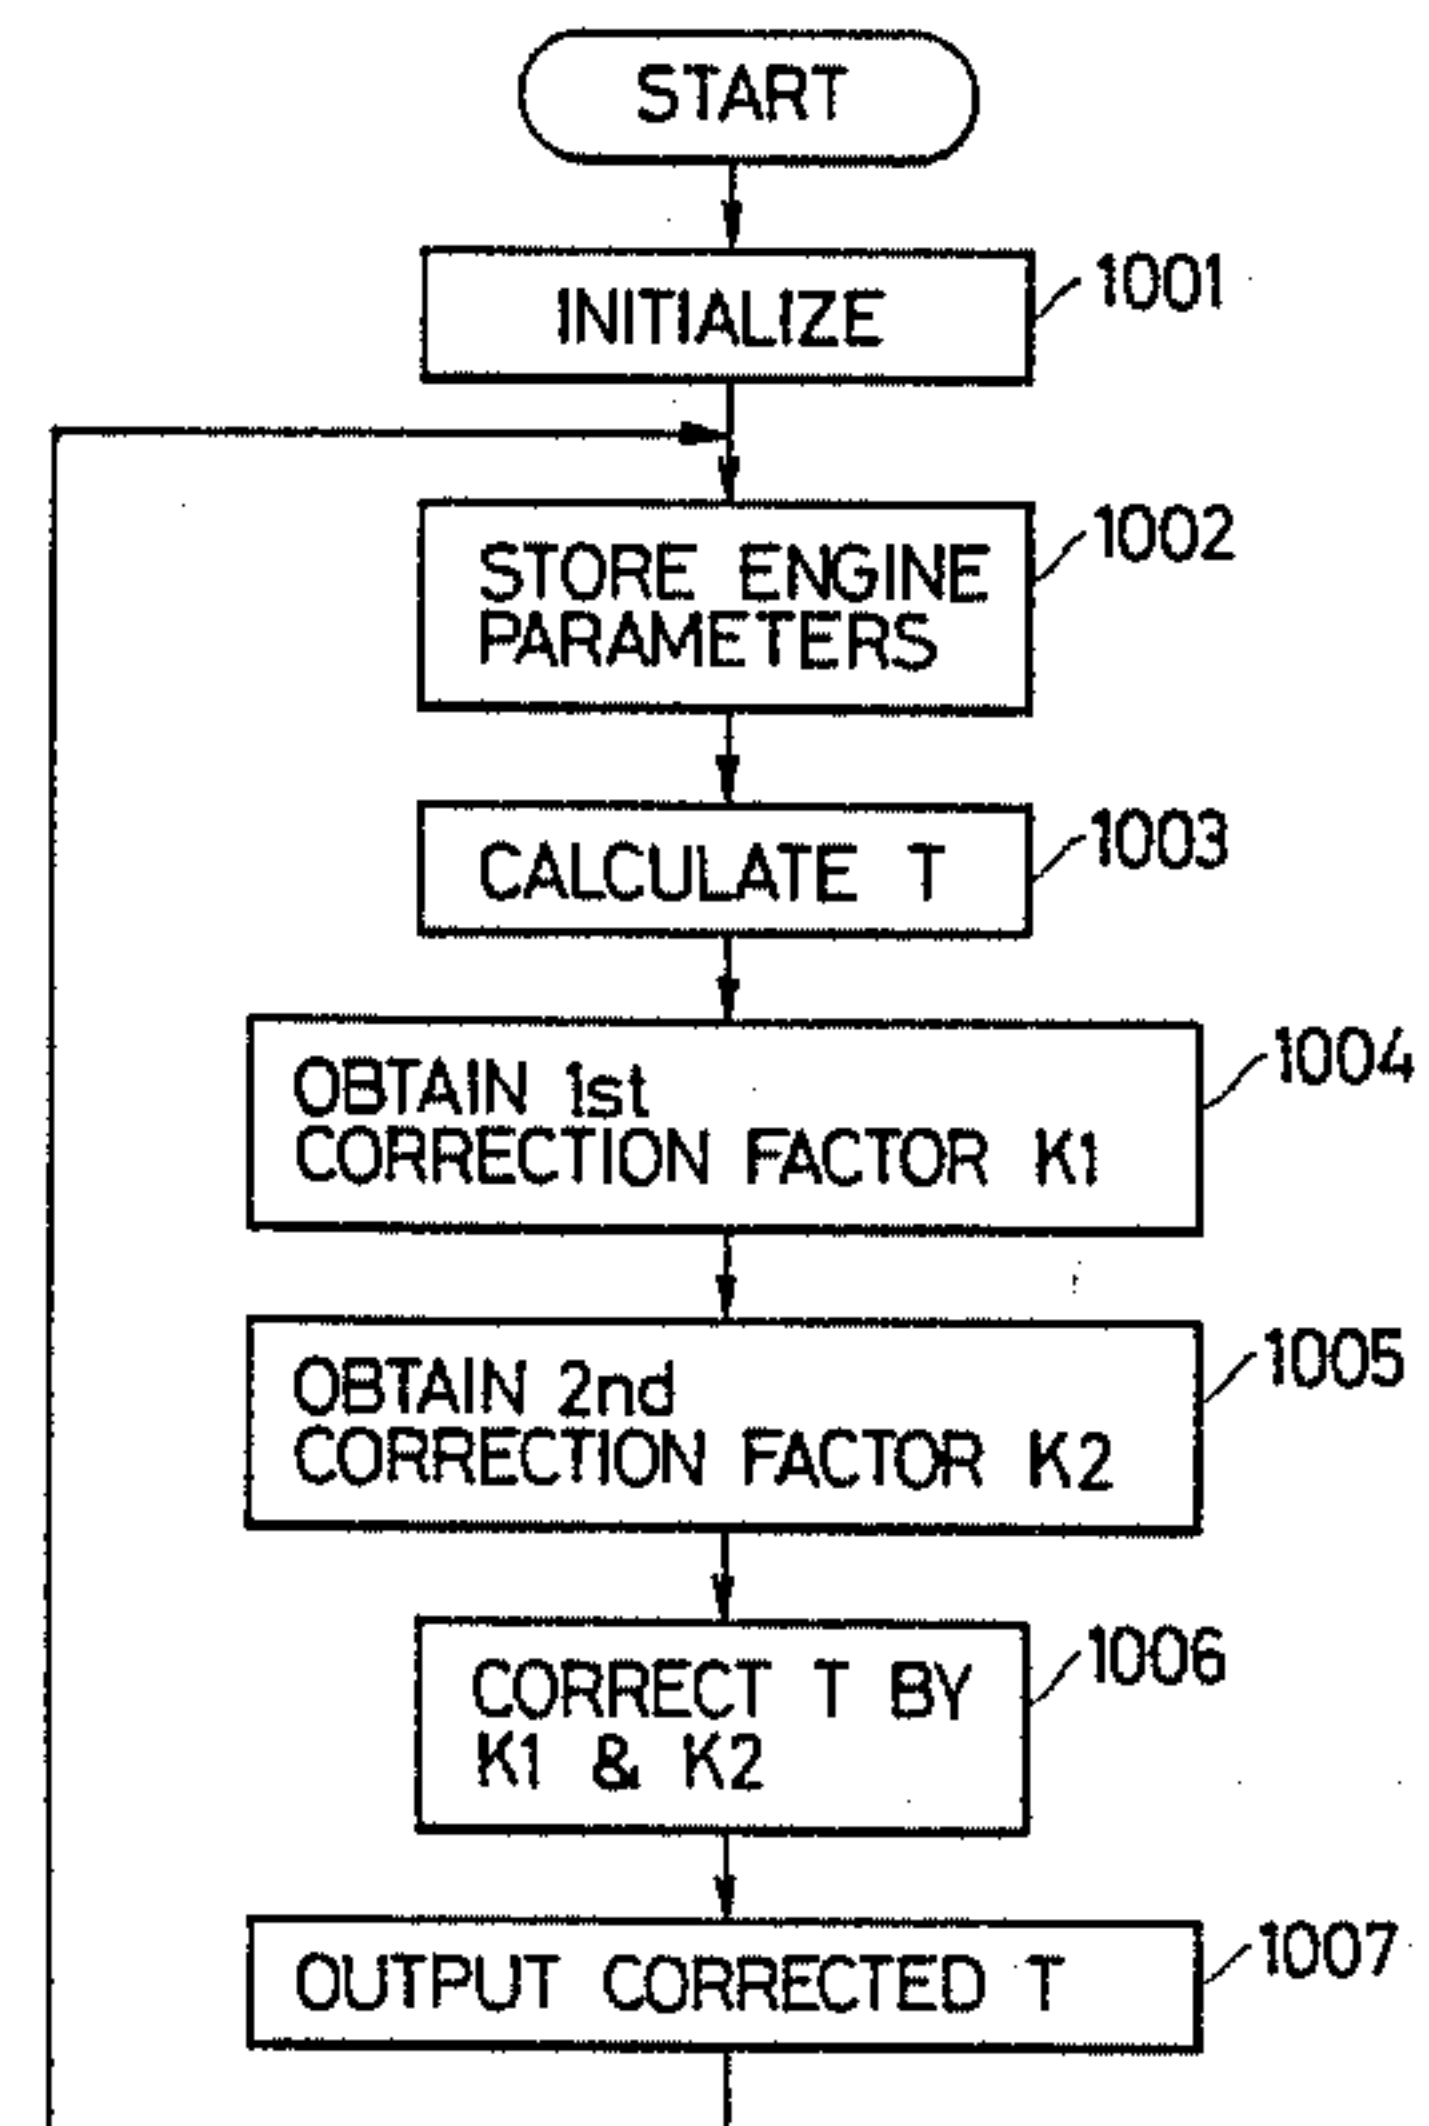 START
INITIALIZE
1001
STORE ENGINE
PARAMETERS
1002
CALCULATE T
1003
OBTAIN 1st
CORRECTION FACTOR K1
1004
OBTAIN 2nd
CORRECTION FACTOR K2
1005
CORRECT T BY
K1 & K2
1006
OUTPUT CORRECTED T
1007